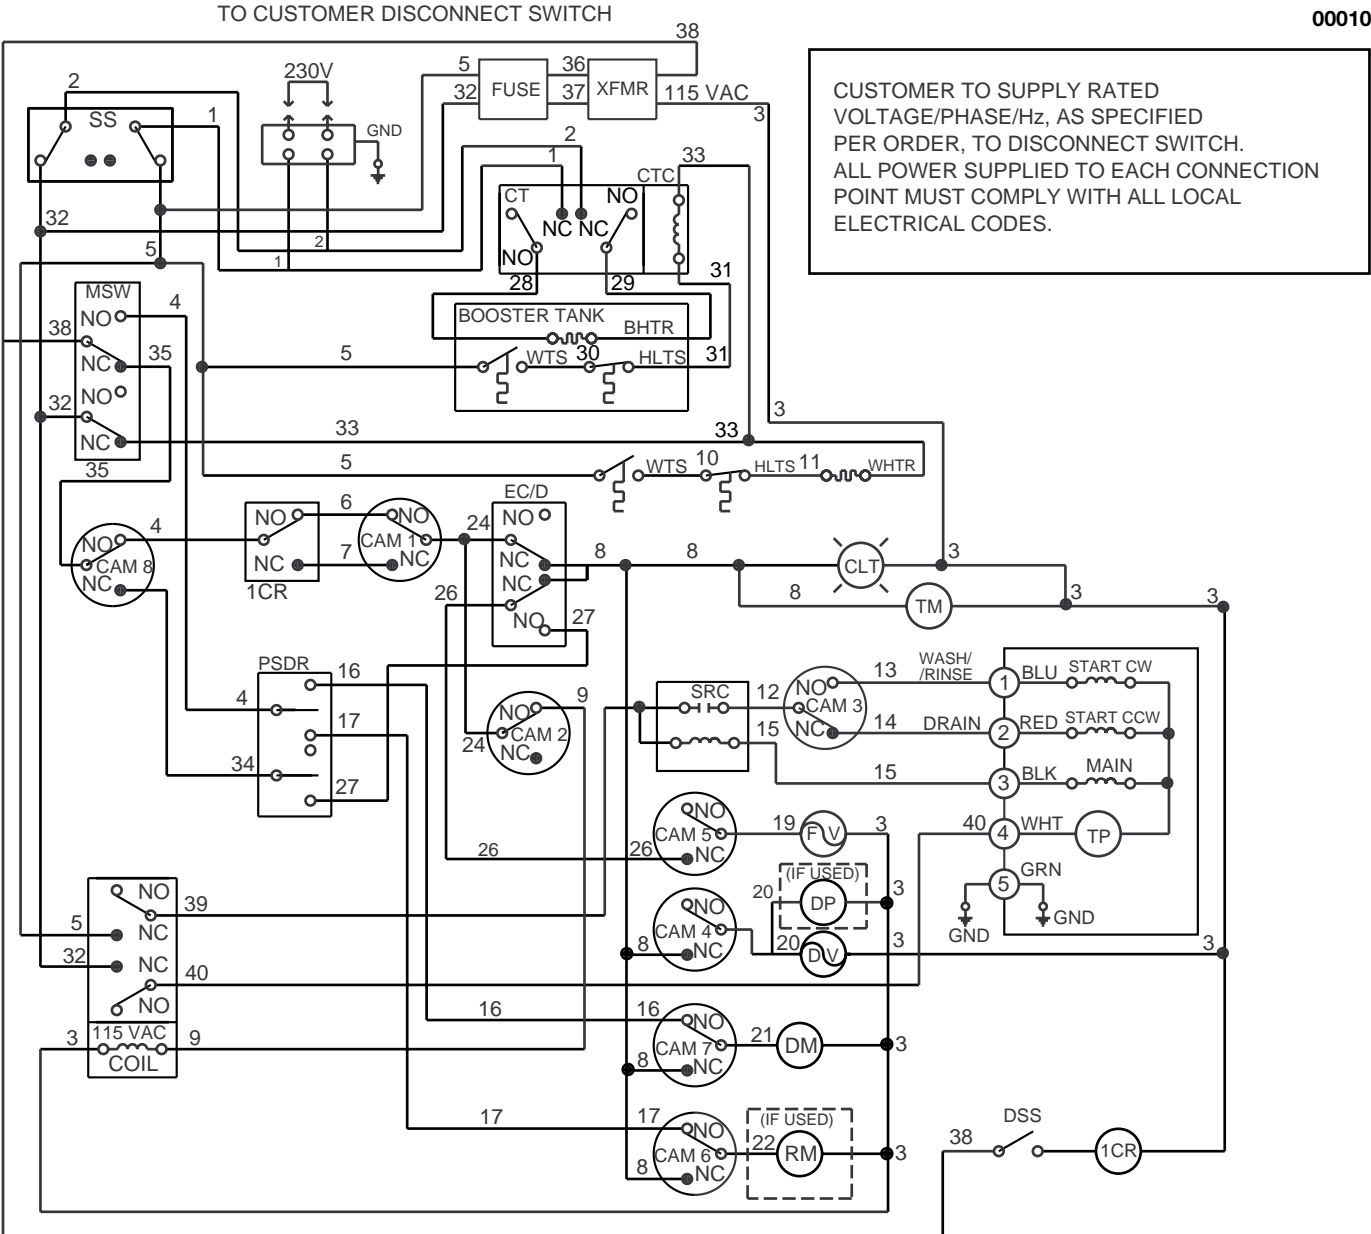 TO CUSTOMER DISCONNECT SWITCH
00010
38
CUSTOMER TO SUPPLY RATED
VOLTAGE/PHASE/Hz, AS SPECIFIED
PER ORDER, TO DISCONNECT SWITCH.
ALL POWER SUPPLIED TO EACH CONNECTION
POINT MUST COMPLY WITH ALL LOCAL
ELECTRICAL CODES.
2
230V
5
FUSE
36
XFMR
32
37
115 VAC
3
SS
1
GND
2
1
33
CTC
CT
NO
NC NC
NO
32
2
5
1
28
29
31
MSW
NO
4
BOOSTER TANK
BHTR
38
NC
35
5
WTS
30
HLTS
31
NO
32
NC
33
33
3
35
5
WTS
10
HLTS
11
WHTR
EC/D
NO
6
NO
24
NO
4
NO
CAM 1
NC
7
NC
1CR
NO
CAM 8
NC
NC
NC
8
8
CLT
3
26
27
NO
8
TM
3
3
PSDR
16
4
17
34
27
9
NO
CAM 2
NC
24
SRC
12
15
NO
CAM 3
NC
13
WASH/
/RINSE
1
BLU
START CW
14
DRAIN
2
RED
START CCW
15
3
BLK
MAIN
40
4
WHT
TP
5
GRN
GND
GND
NO
CAM 5
NC
19
F V
3
26
26
(IF USED)
20
DP
3
NO
CAM 4
NC
8
20
D V
3
3
NO
39
5
NC
32
NC
40
NO
115 VAC
3
COIL
9
16
16
NO
CAM 7
NC
8
21
DM
3
17
17
NO
CAM 6
NC
8
(IF USED)
22
RM
3
38
DSS
1CR